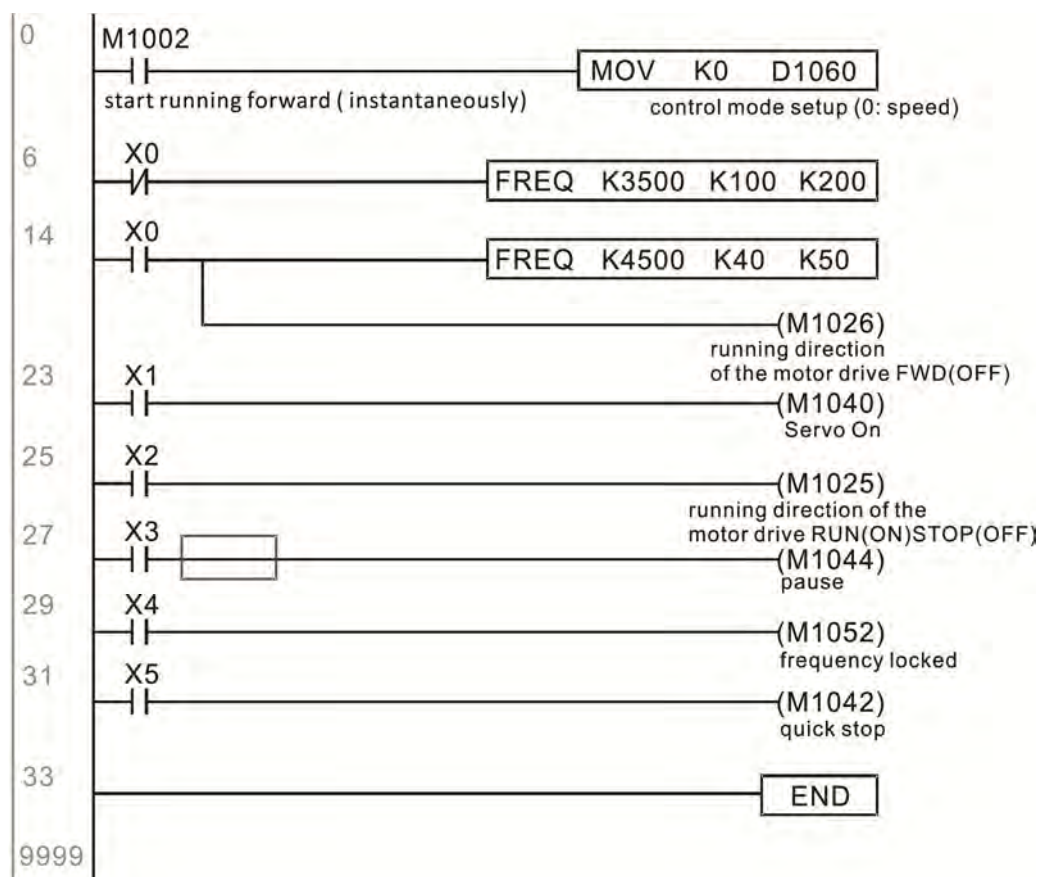 0
M1002
MOV K0 D1060
start running forward ( instantaneously)
control mode setup (0: speed)
6
X0
FREQ K3500 K100 K200
14
X0
FREQ K4500 K40 K50
(M1026)
running direction
of the motor drive FWD(OFF)
23
X1
(M1040)
Servo On
25
X2
(M1025)
running direction of the
motor drive RUN(ON)STOP(OFF)
27
X3
(M1044)
pause
29
X4
(M1052)
frequency locked
31
X5
(M1042)
quick stop
33
END
9999